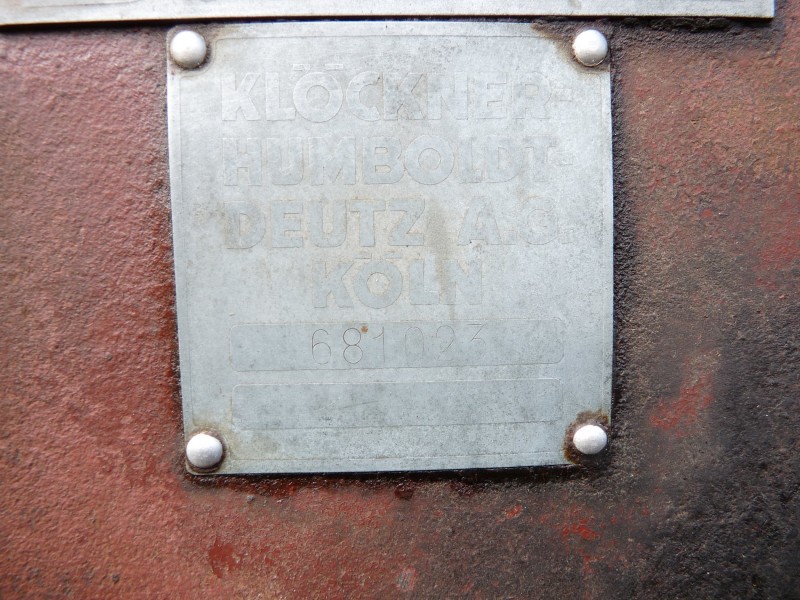 KLÖCKNER-
HUMBOLDT-
DEUTZ A.G.
KÖLN
681023